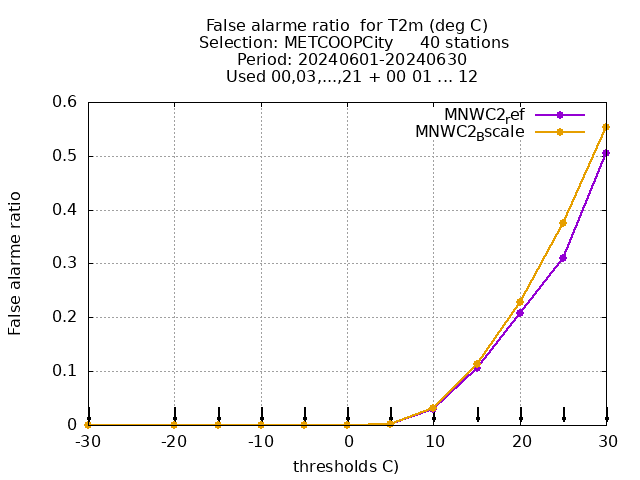 False alarme ratio  for T2m (deg C)
Selection: METCOOPCity     40 stations
Period: 20240601-20240630
Used 00,03,...,21 + 00 01 ... 12
MNWC2ref
MNWC2Bscale
0.6
0.5
0.4
0.3
0.2
0.1
0
False alarme ratio
-30
-20
-10
0
10
20
30
thresholds C)